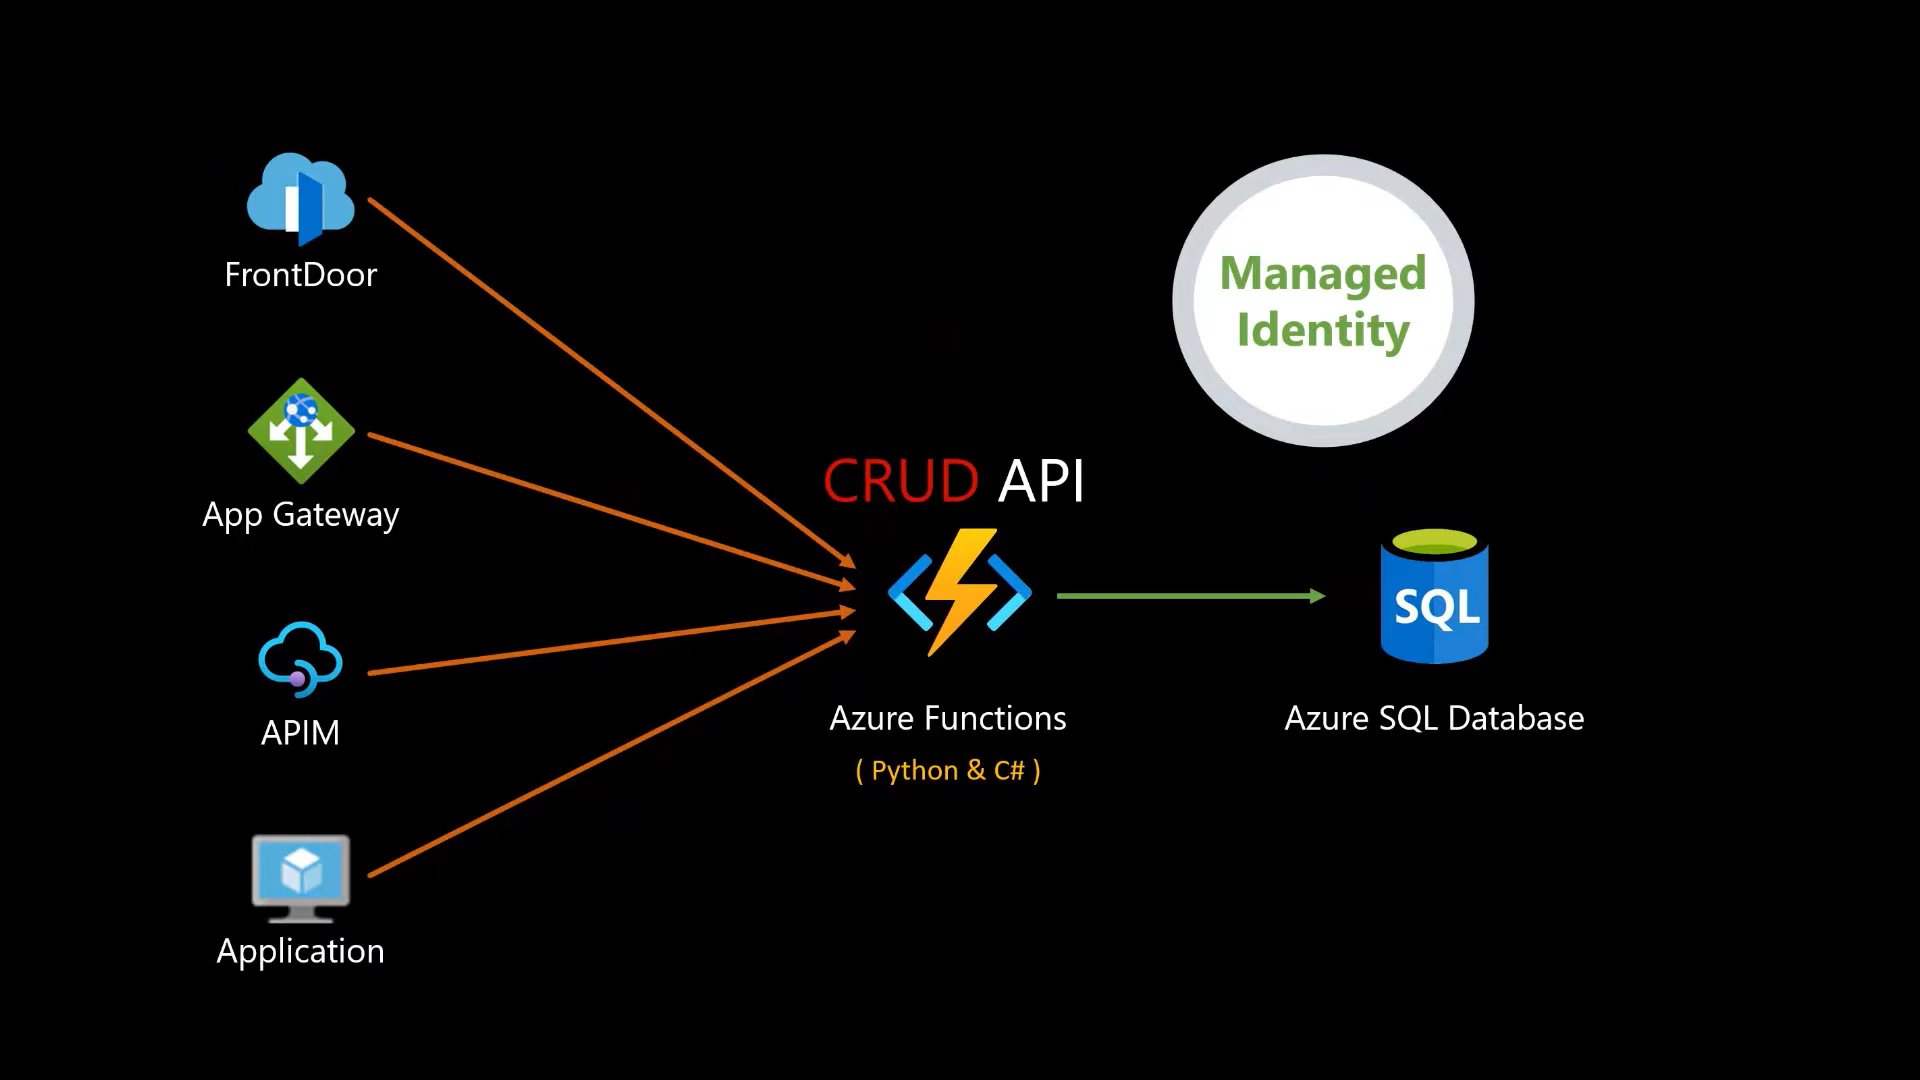 FrontDoor
App Gateway
APIM
Application
CRUD API
Azure Functions
( Python & C# )
Managed
Identity
SQL
Azure SQL Database